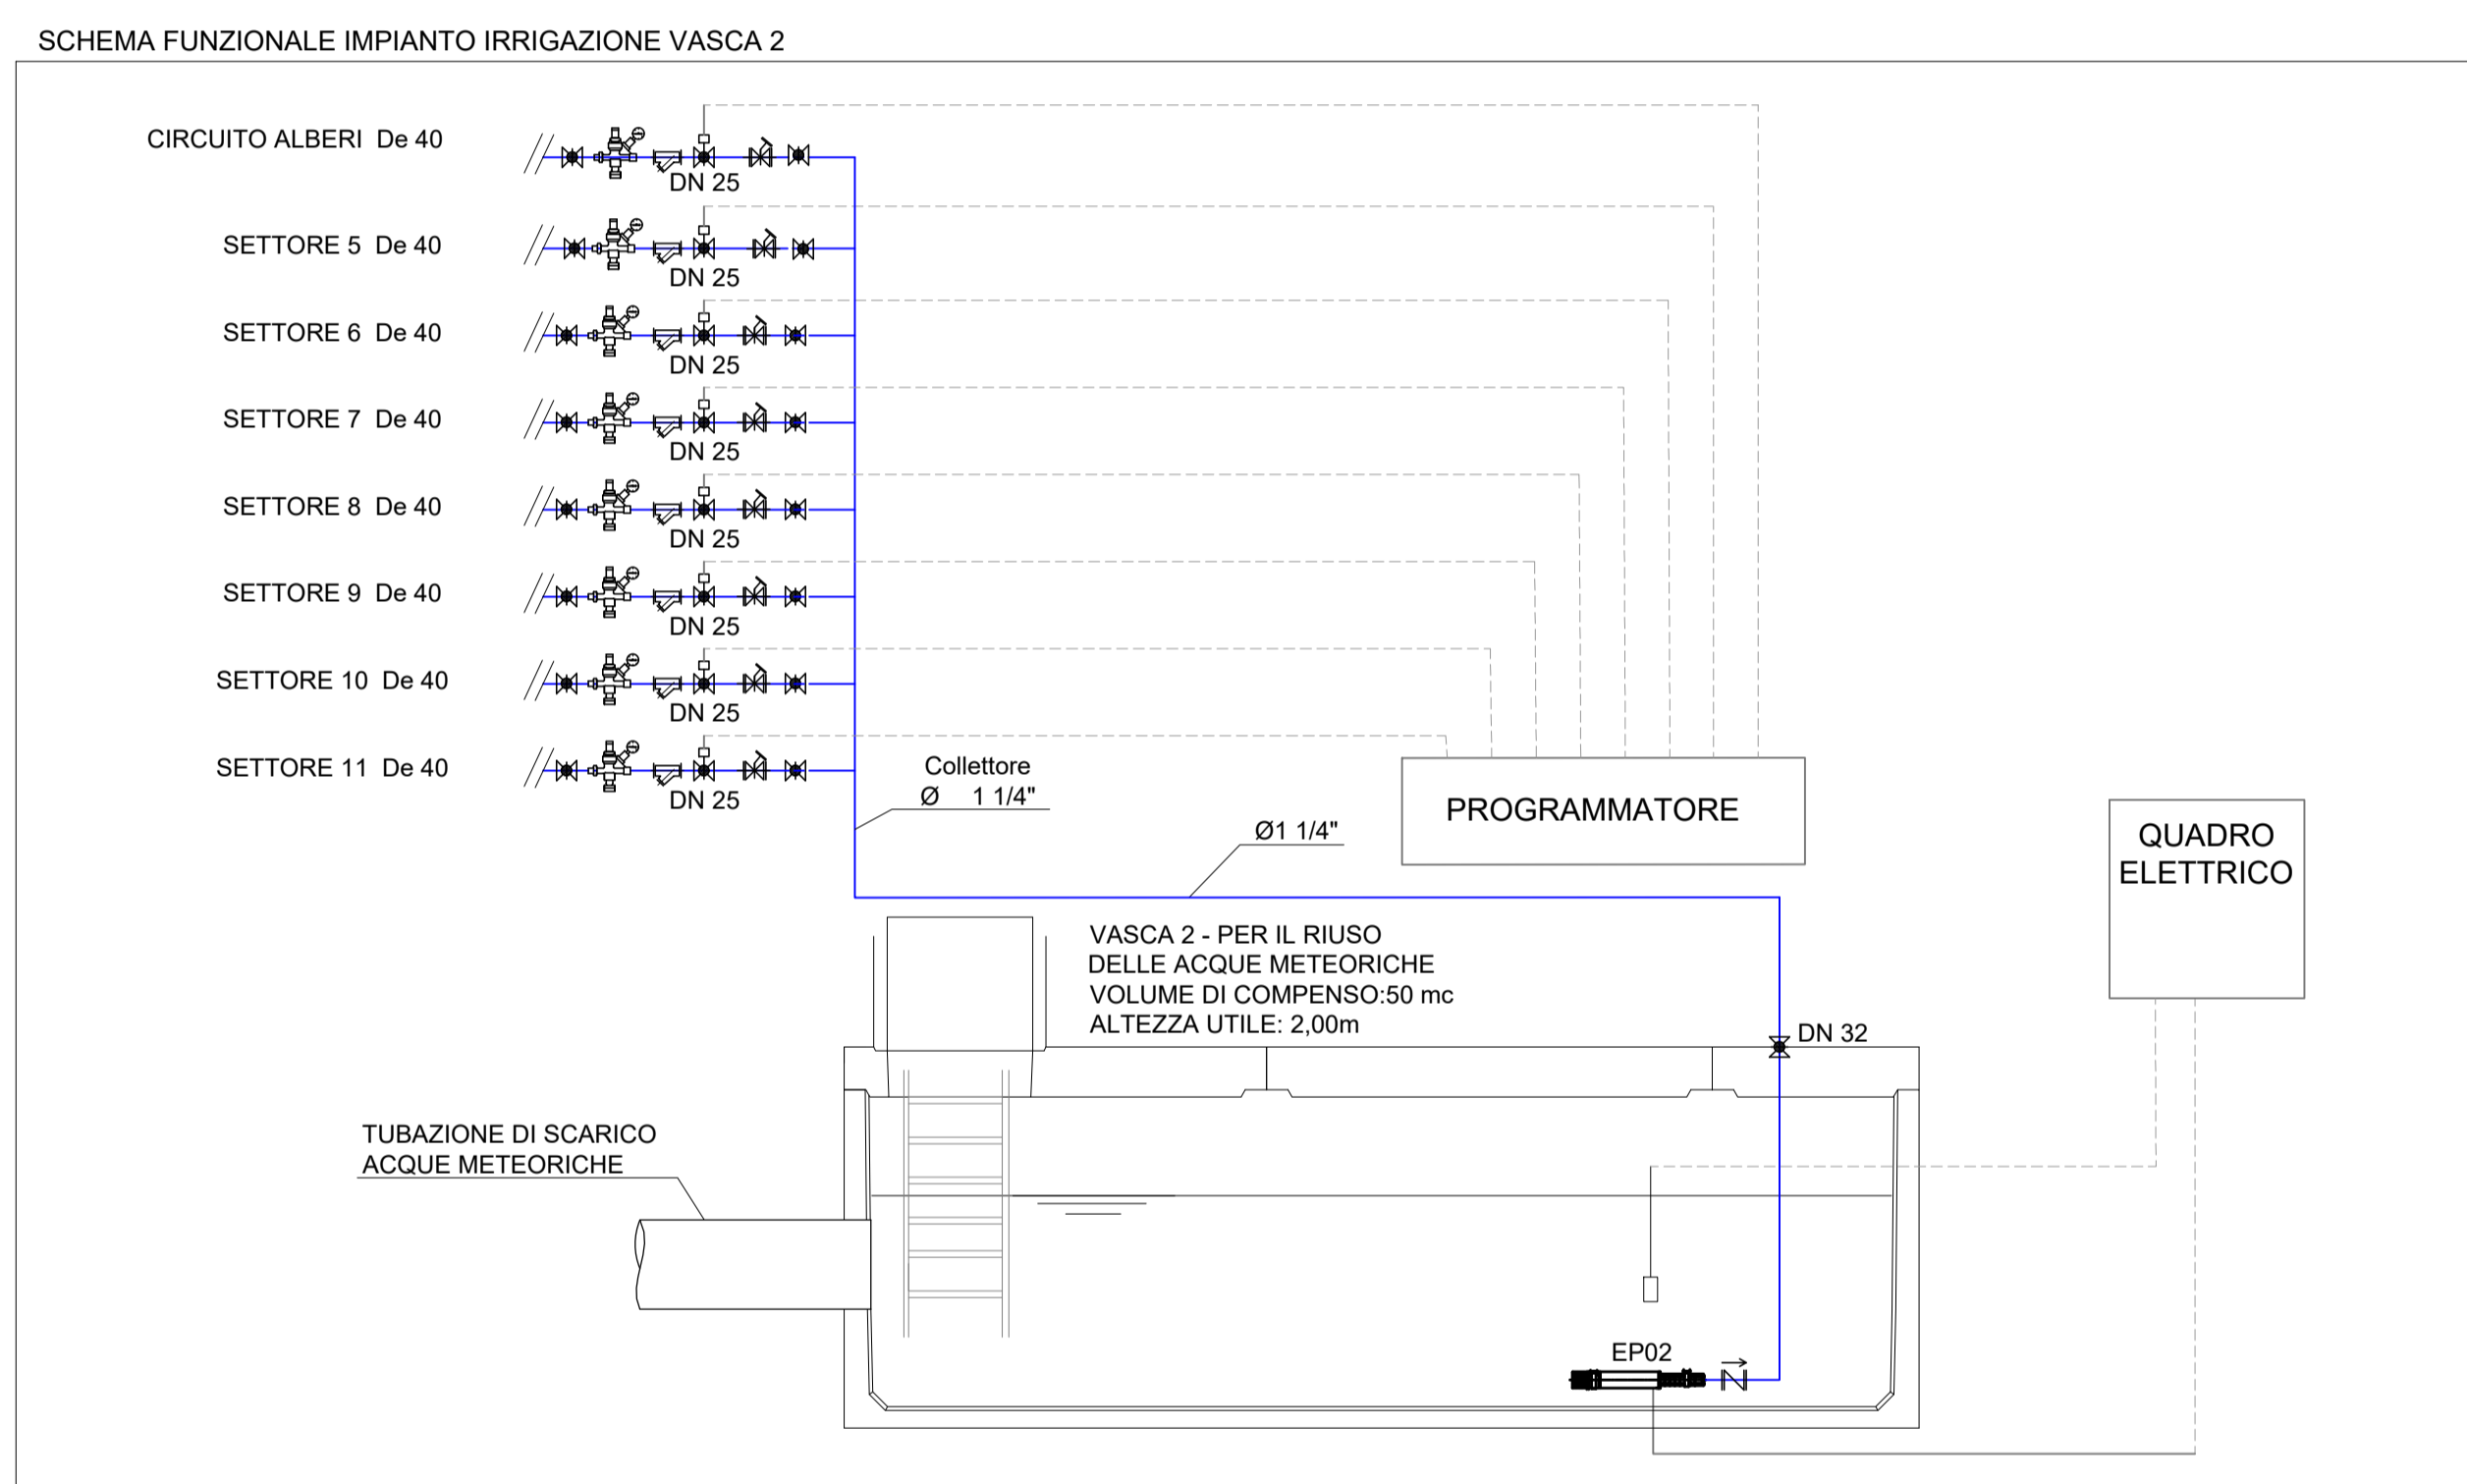 SCHEMA FUNZIONALE IMPIANTO IRRIGAZIONE VASCA 2
CIRCUITO ALBERI De 40
DN 25
SETTORE 5 De 40
DN 25
SETTORE 6 De 40
DN 25
SETTORE 7 De 40
DN 25
SETTORE 8 De 40
DN 25
SETTORE 9 De 40
DN 25
SETTORE 10 De 40
DN 25
SETTORE 11 De 40
DN 25
Collettore
Ø 1 1/4"
Ø1 1/4"
PROGRAMMATORE
QUADRO
ELETTRICO
VASCA 2 - PER IL RIUSO
DELLE ACQUE METEORICHE
VOLUME DI COMPENSO:50 mc
ALTEZZA UTILE: 2,00m
DN 32
TUBAZIONE DI SCARICO
ACQUE METEORICHE
EP02